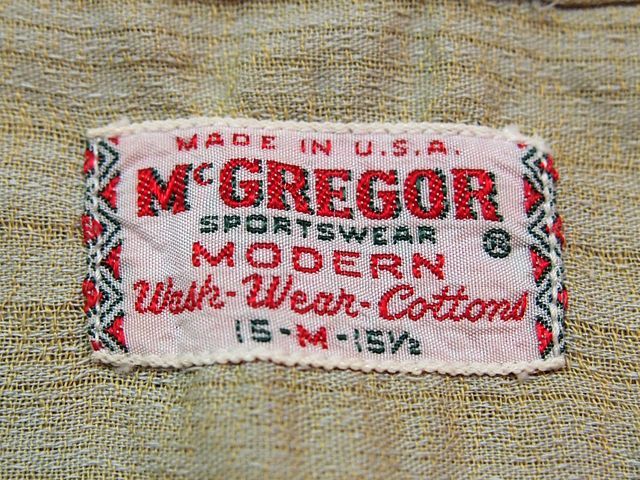 MADE IN U.S.A.
McGREGOR
SPORTSWEAR ®
MODERN
Wash-Wear-Cottons
15-M-15½